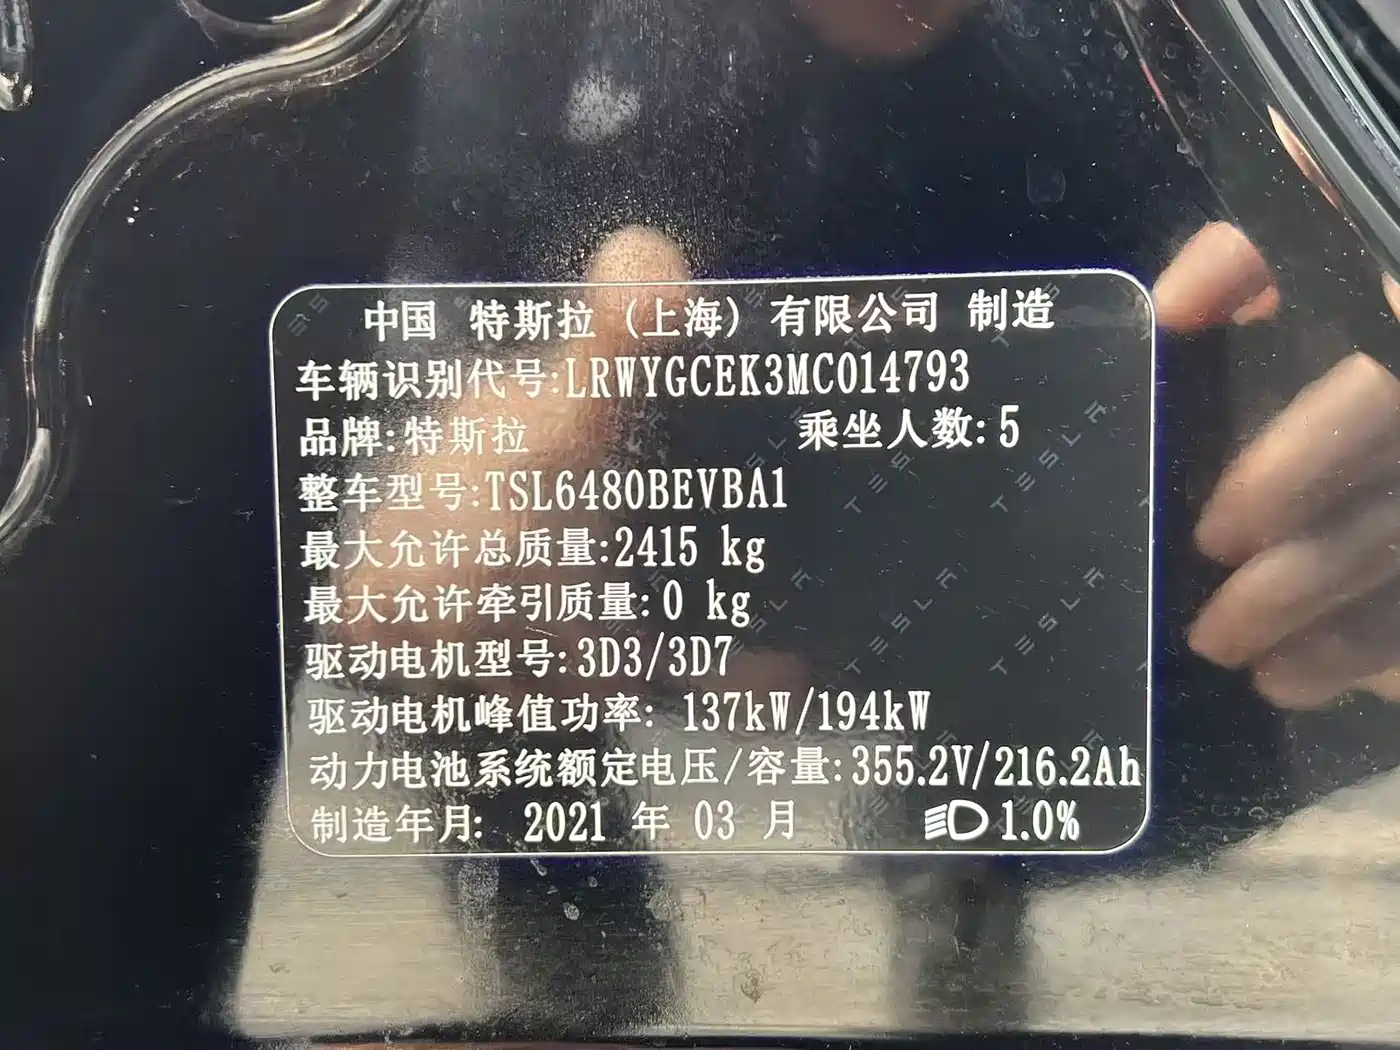 中国 特斯拉（上海）有限公司 制造
车辆识别代号:LRWYGCEK3MC014793
品牌:特斯拉 乘坐人数:5
整车型号:TSL6480BEVBA1
最大允许总质量:2415 kg
最大允许牵引质量:0 kg
驱动电机型号:3D3/3D7
驱动电机峰值功率: 137kW/194kW
动力电池系统额定电压/容量:355.2V/216.2Ah
制造年月: 2021 年 03 月 1.0%
TESLA
TESLA
TESLA
TESLA